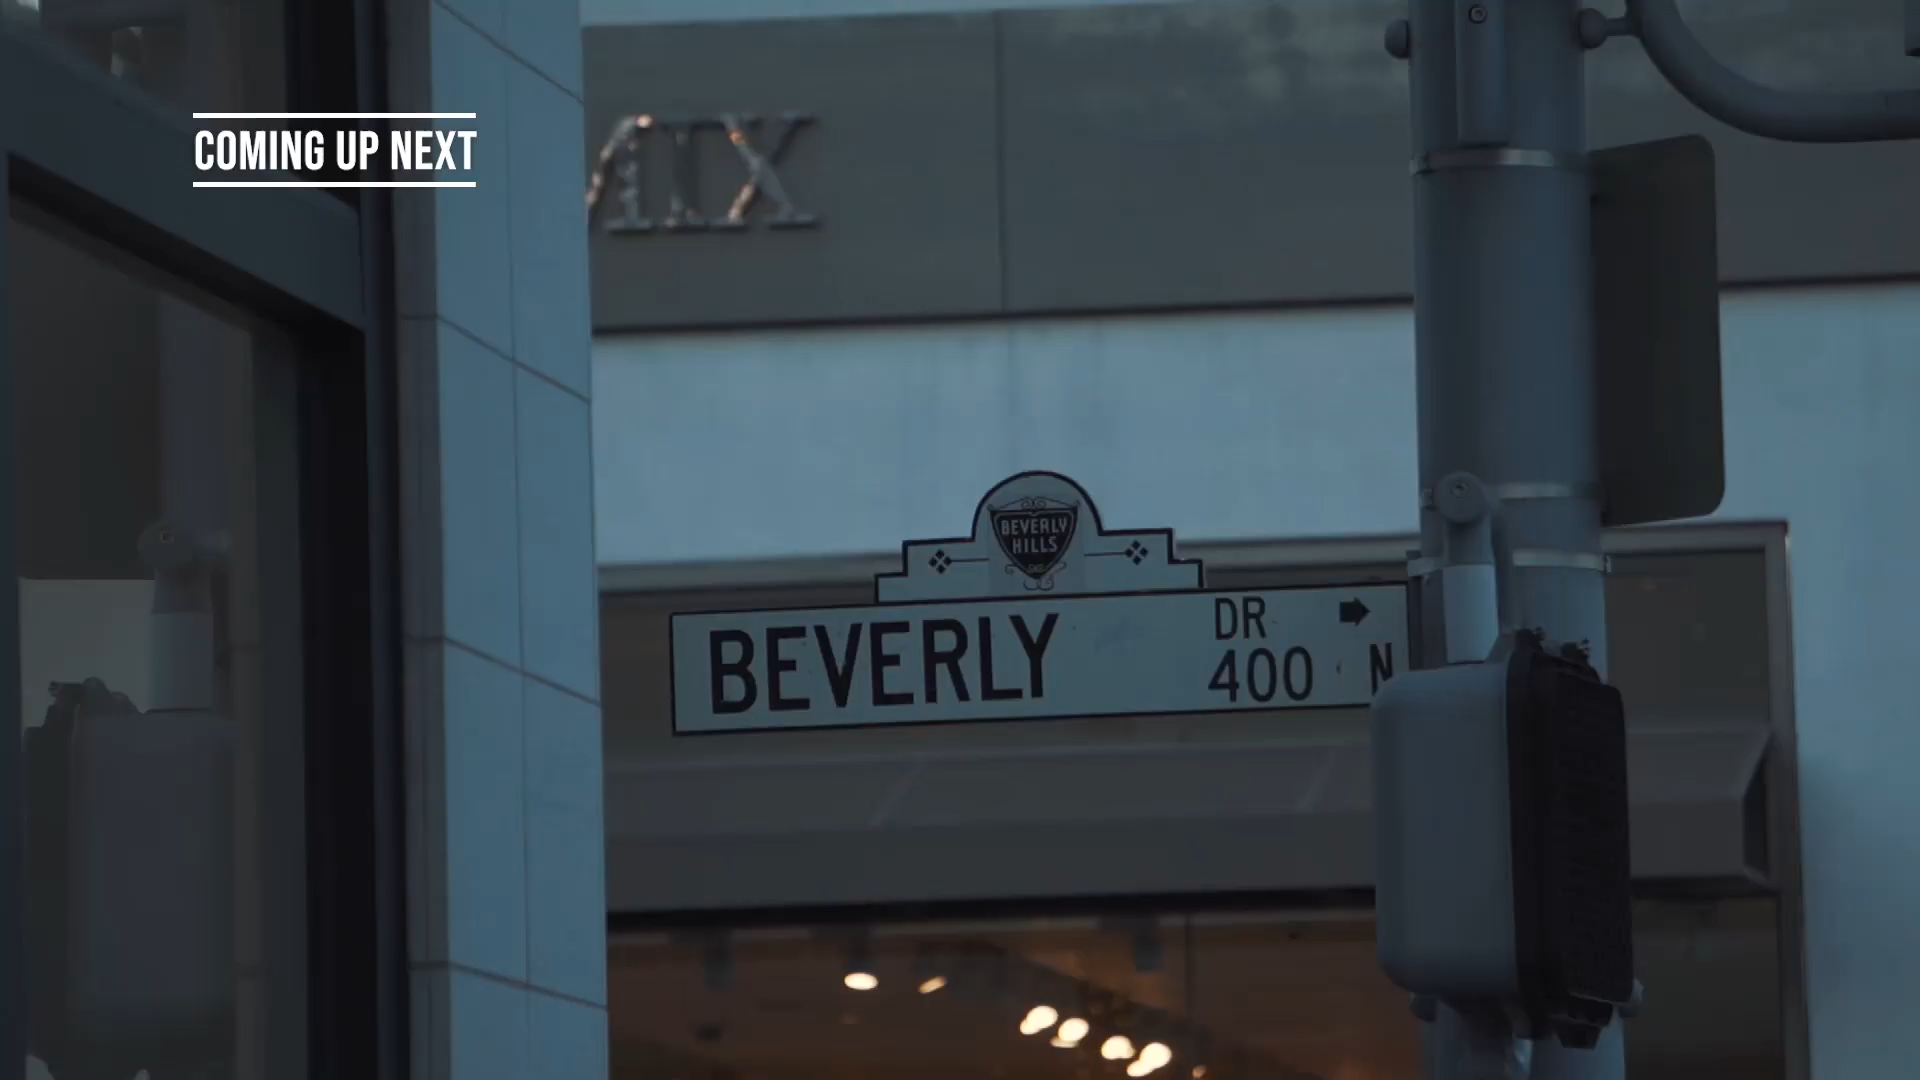 COMING UP NEXT
BEVERLY
HILLS
BEVERLY DR
400 N